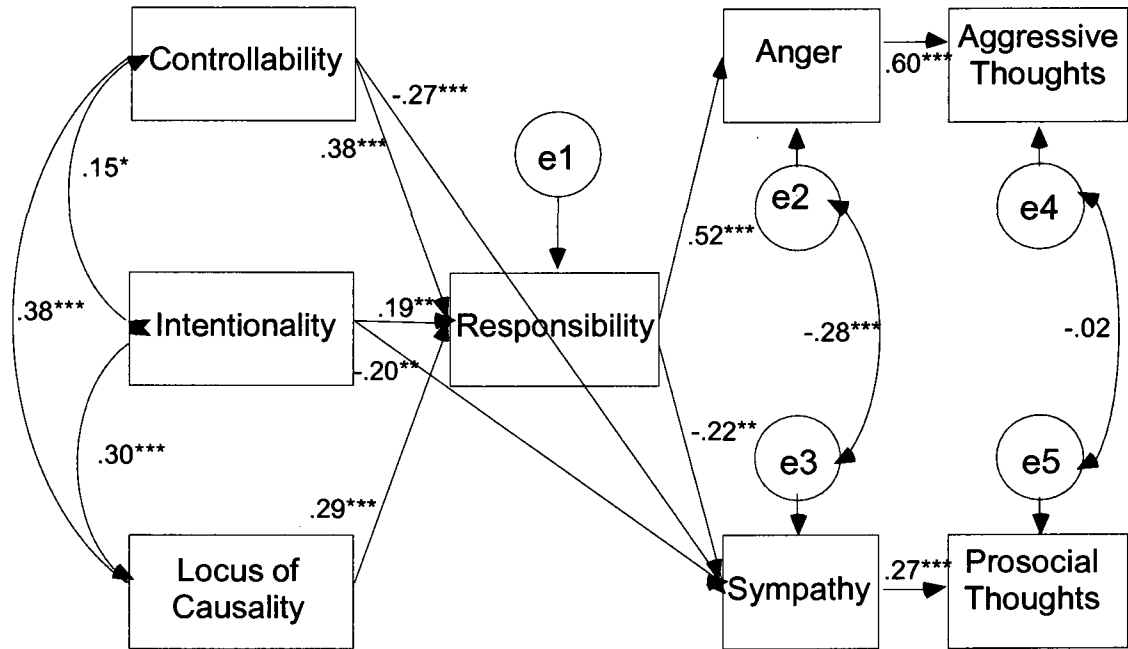 Controllability
Anger
Aggressive
Thoughts
.60***
-.27***
.38***
.15*
e1
e2
e4
.52***
.38***
Intentionality
.19**
Responsibility
-.28***
-.02
-.20**
-.22**
.30***
e3
e5
.29***
Locus of
Causality
Sympathy
.27***
Prosocial
Thoughts